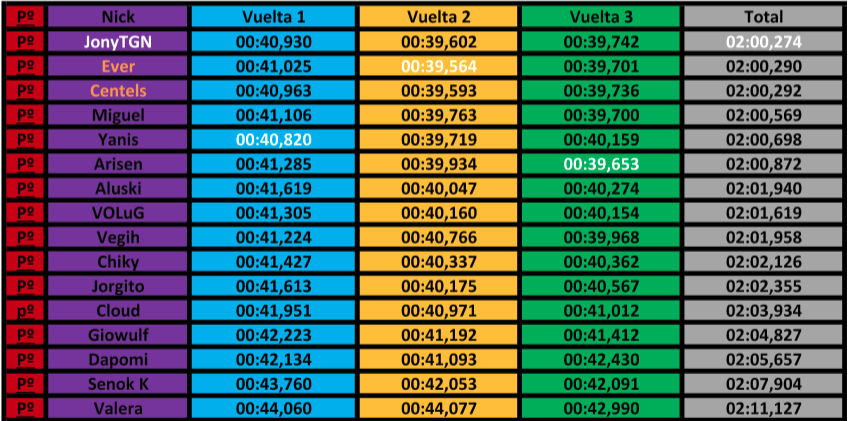 Pº Nick Vuelta 1 Vuelta 2 Vuelta 3 Total
Pº JonyTGN 00:40,930 00:39,602 00:39,742 02:00,274
Pº Ever 00:41,025 00:39,564 00:39,701 02:00,290
Pº Centels 00:40,963 00:39,593 00:39,736 02:00,292
Pº Miguel 00:41,106 00:39,763 00:39,700 02:00,569
Pº Yanis 00:40,820 00:39,719 00:40,159 02:00,698
Pº Arisen 00:41,285 00:39,934 00:39,653 02:00,872
Pº Aluski 00:41,619 00:40,047 00:40,274 02:01,940
Pº VOLuG 00:41,305 00:40,160 00:40,154 02:01,619
Pº Vegih 00:41,224 00:40,766 00:39,968 02:01,958
Pº Chiky 00:41,427 00:40,337 00:40,362 02:02,126
Pº Jorgito 00:41,613 00:40,175 00:40,567 02:02,355
pº Cloud 00:41,951 00:40,971 00:41,012 02:03,934
Pº Giowulf 00:42,223 00:41,192 00:41,412 02:04,827
Pº Dapomi 00:42,134 00:41,093 00:42,430 02:05,657
Pº Senok K 00:43,760 00:42,053 00:42,091 02:07,904
Pº Valera 00:44,060 00:44,077 00:42,990 02:11,127